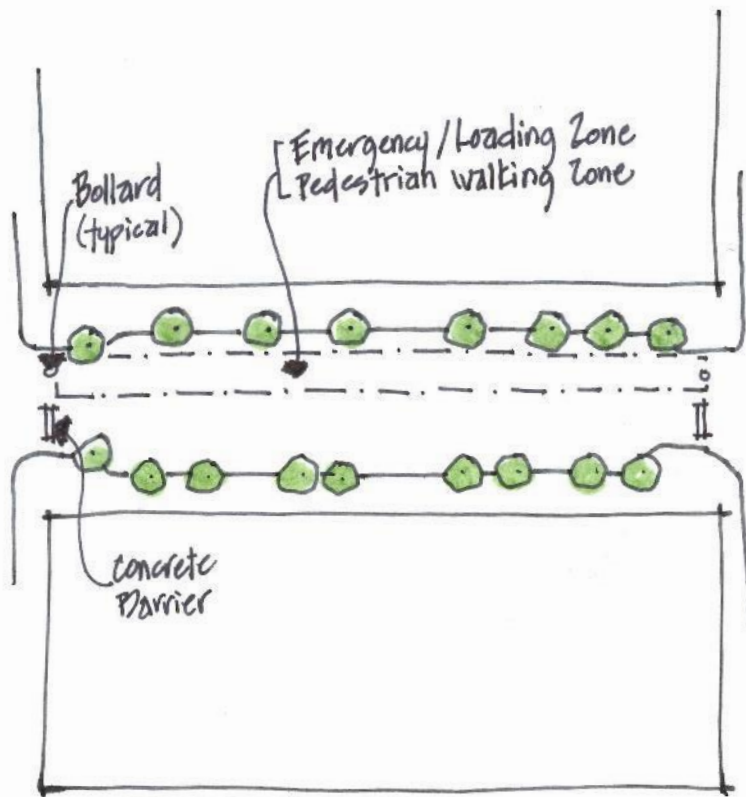 Emergency/Loading Zone
Pedestrian walking Zone
Bollard
(typical)
concrete
Barrier